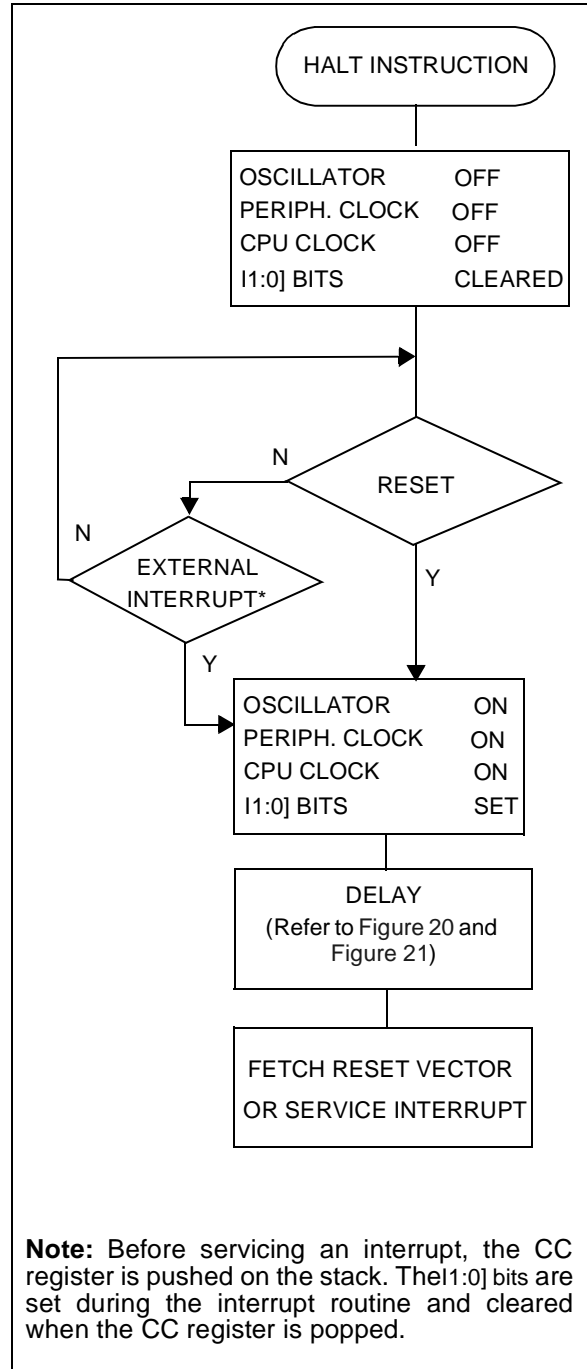 HALT INSTRUCTION
OSCILLATOR OFF
PERIPH. CLOCK OFF
CPU CLOCK OFF
I1:0] BITS CLEARED
N
RESET
N
EXTERNAL
INTERRUPT*
Y
Y
OSCILLATOR ON
PERIPH. CLOCK ON
CPU CLOCK ON
I1:0] BITS SET
DELAY
(Refer to Figure 20 and
Figure 21)
FETCH RESET VECTOR
OR SERVICE INTERRUPT
Note: Before servicing an interrupt, the CC
register is pushed on the stack. TheI1:0] bits are
set during the interrupt routine and cleared
when the CC register is popped.